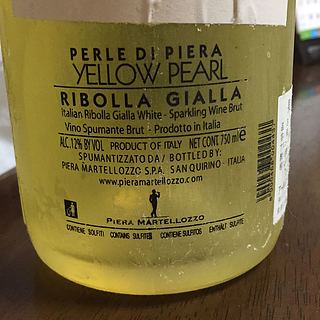 PERLE DI PIERA
YELLOW PEARL
RIBOLLA GIALLA
Italian Ribolla Gialla White - Sparkling Wine Brut
Vino Spumante Brut - Prodotto in Italia
ALC.12% BY VOL PRODUCT OF ITALY NET CONT. 750 ml e
SPUMANTIZZATO DA / BOTTLED BY:
PIERA MARTELLOZZO S.P.A. SAN QUIRINO - ITALIA
www.pieramartellozzo.com
PIERA MARTELLOZZO
CONTIENE SOLFITI CONTAINS SULFITES CONTIENE SULFITOS ENTHÄLT SULFITE